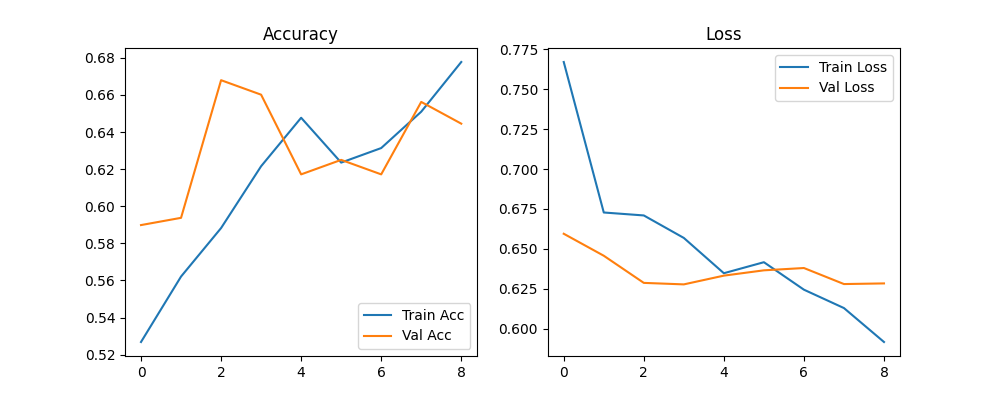 Accuracy
0.68
0.66
0.64
0.62
0.60
0.58
0.56
0.54
0.52
0 2 4 6 8
Train Acc
Val Acc
Loss
0.775
0.750
0.725
0.700
0.675
0.650
0.625
0.600
0 2 4 6 8
Train Loss
Val Loss